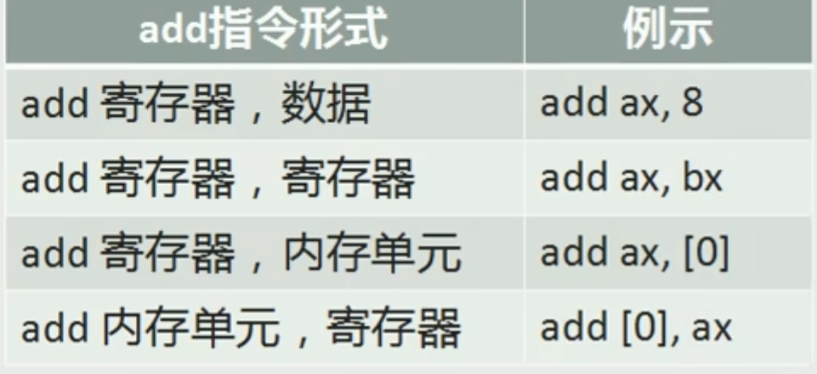 add指令形式 例示
add 寄存器，数据 add ax, 8
add 寄存器，寄存器 add ax, bx
add 寄存器，内存单元 add ax, [0]
add 内存单元，寄存器 add [0], ax